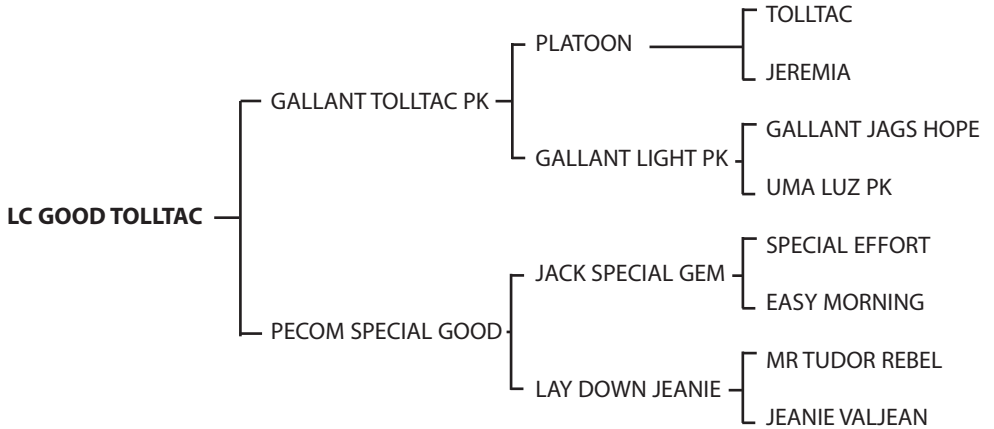 TOLLTAC
PLATOON
JEREMIA
GALLANT TOLLTAC PK
GALLANT JAGS HOPE
GALLANT LIGHT PK
UMA LUZ PK
LC GOOD TOLLTAC
SPECIAL EFFORT
JACK SPECIAL GEM
EASY MORNING
PECOM SPECIAL GOOD
MR TUDOR REBEL
LAY DOWN JEANIE
JEANIE VALJEAN